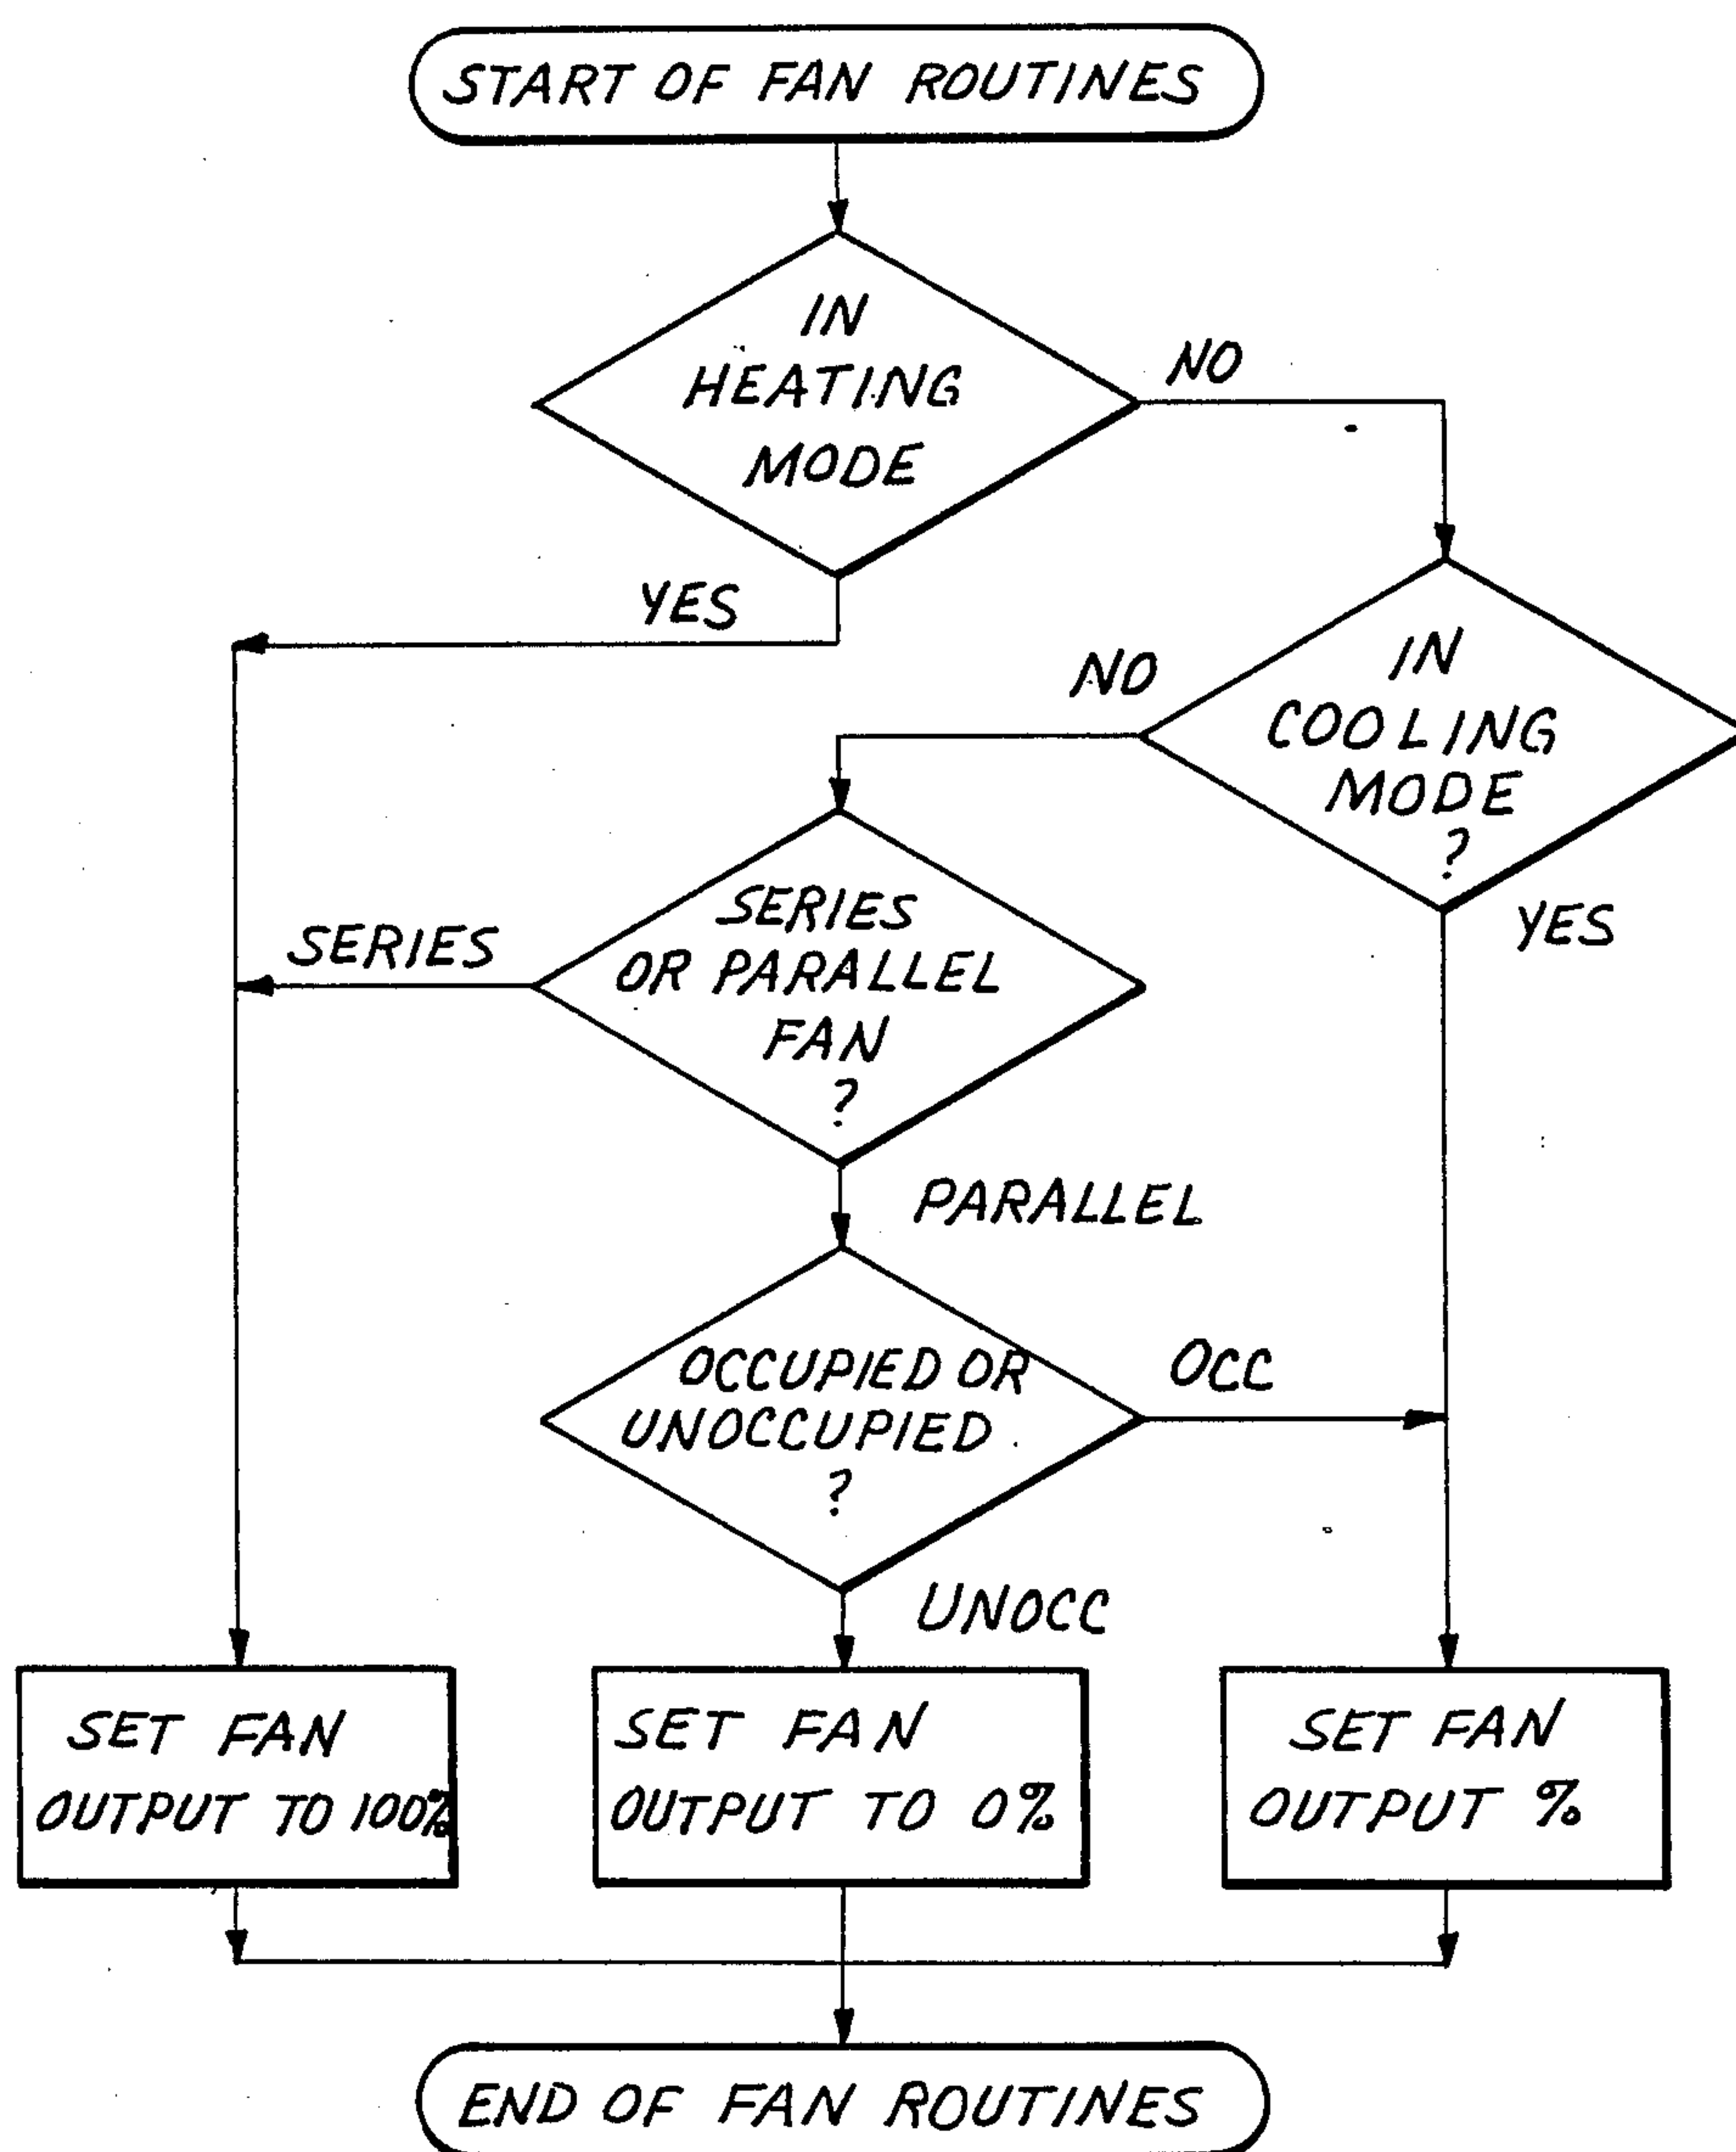 START OF FAN ROUTINES
IN
HEATING
MODE
NO
YES
IN
COOLING
MODE
?
NO
YES
SERIES
OR PARALLEL
FAN
?
SERIES
PARALLEL
OCCUPIED OR
UNOCCUPIED
?
OCC
UNOCC
SET FAN
OUTPUT TO 100%
SET FAN
OUTPUT TO 0%
SET FAN
OUTPUT %
END OF FAN ROUTINES